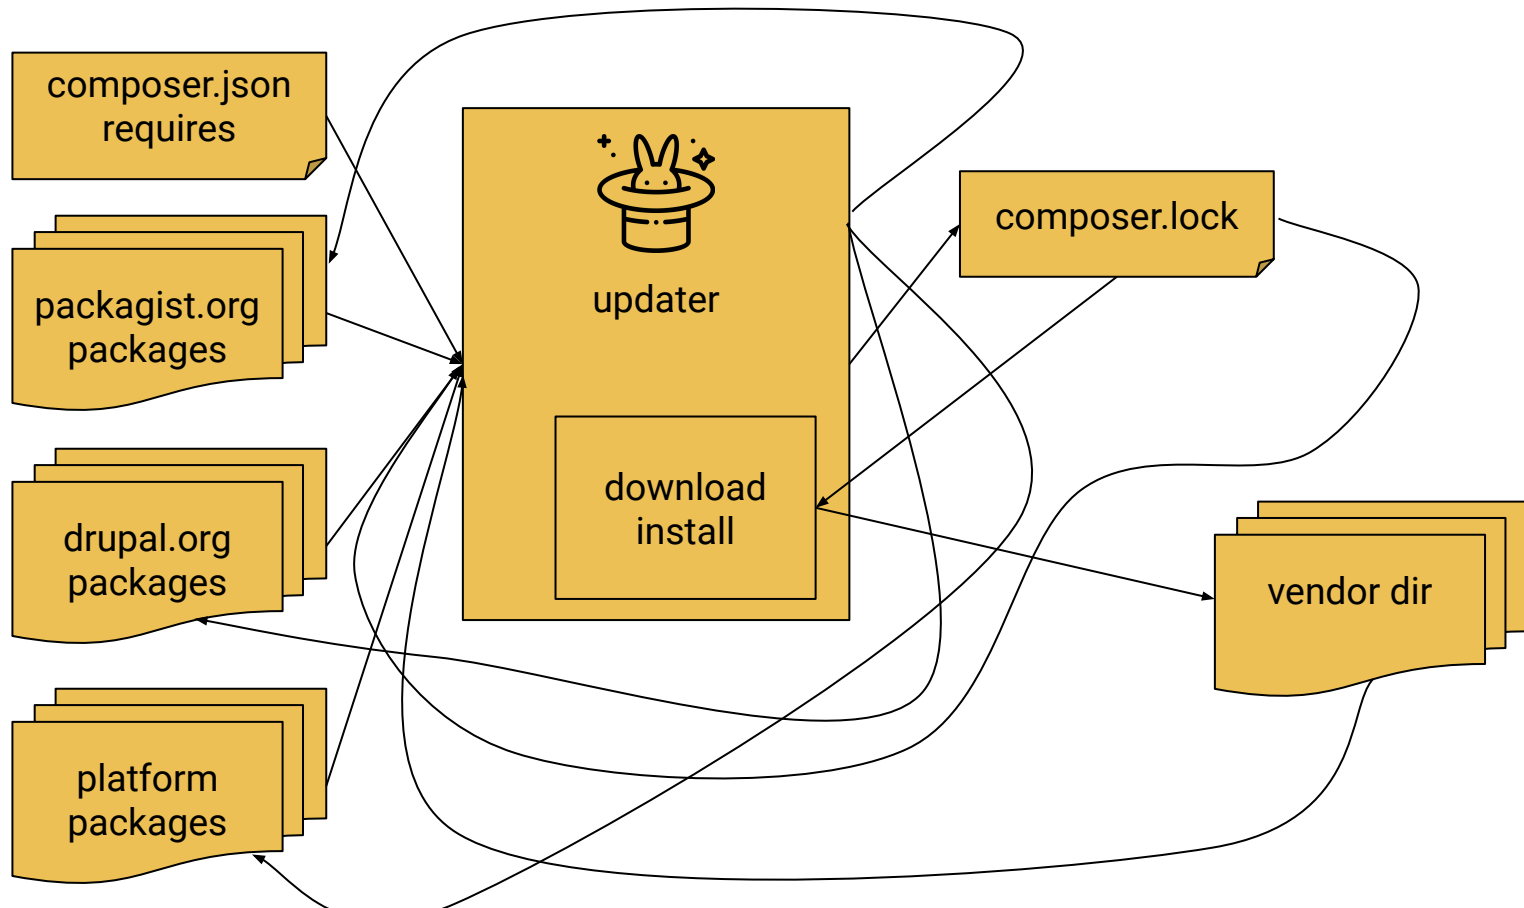 composer.json
requires
packagist.org
packages
drupal.org
packages
platform
packages
updater
download
install
composer.lock
vendor dir